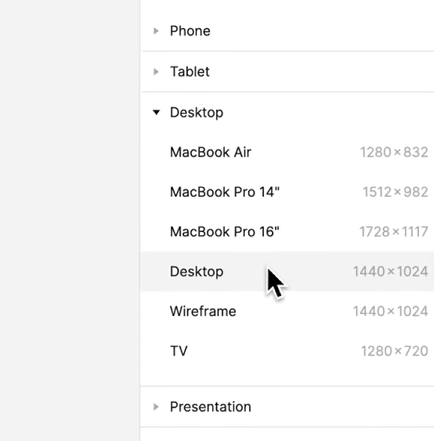 Phone
Tablet
Desktop
MacBook Air 1280×832
MacBook Pro 14" 1512×982
MacBook Pro 16" 1728×1117
Desktop 1440×1024
Wireframe 1440×1024
TV 1280×720
Presentation